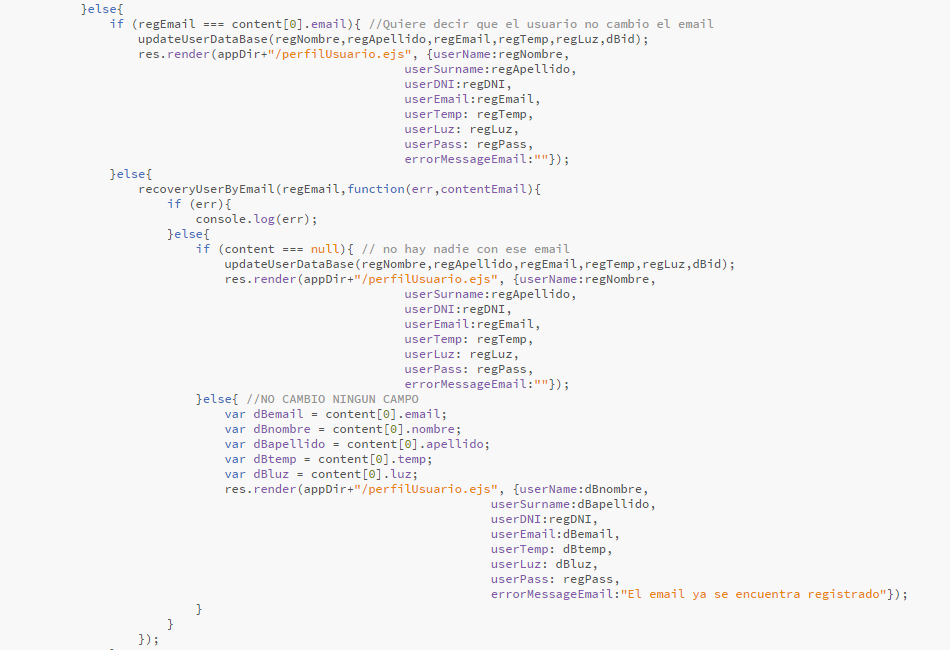 }else{
if (regEmail === content[0].email){ //Quiere decir que el usuario no cambio el email
updateUserDataBase(regNombre,regApellido,regEmail,regTemp,regLuz,dBid);
res.render(appDir+"/perfilUsuario.ejs", {userName:regNombre,
userSurname:regApellido,
userDNI:regDNI,
userEmail:regEmail,
userTemp: regTemp,
userLuz: regLuz,
userPass: regPass,
errorMessageEmail:""});
}else{
recoveryUserByEmail(regEmail,function(err,contentEmail){
if (err){
console.log(err);
}else{
if (content === null){ // no hay nadie con ese email
updateUserDataBase(regNombre,regApellido,regEmail,regTemp,regLuz,dBid);
res.render(appDir+"/perfilUsuario.ejs", {userName:regNombre,
userSurname:regApellido,
userDNI:regDNI,
userEmail:regEmail,
userTemp: regTemp,
userLuz: regLuz,
userPass: regPass,
errorMessageEmail:""});
}else{ //NO CAMBIO NINGUN CAMPO
var dBemail = content[0].email;
var dBnombre = content[0].nombre;
var dBapellido = content[0].apellido;
var dBtemp = content[0].temp;
var dBluz = content[0].luz;
res.render(appDir+"/perfilUsuario.ejs", {userName:dBnombre,
userSurname:dBapellido,
userDNI:regDNI,
userEmail:dBemail,
userTemp: dBtemp,
userLuz: dBluz,
userPass: regPass,
errorMessageEmail:"El email ya se encuentra registrado"});
}
}
});